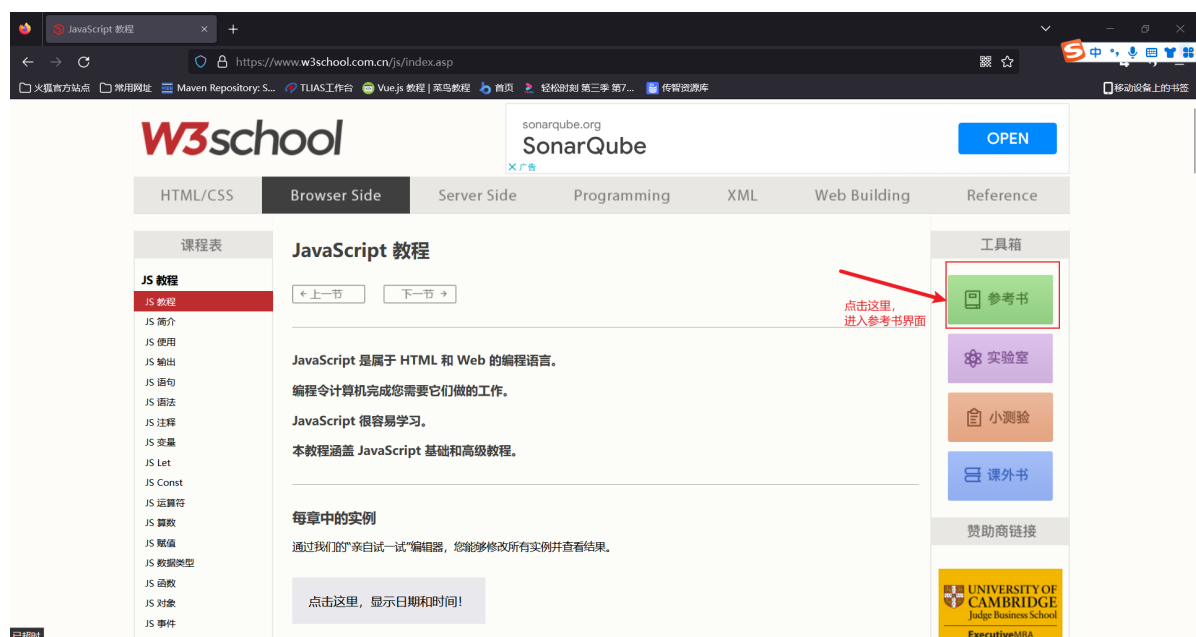 JavaScript 教程
https://www.w3school.com.cn/js/index.asp
中
火狐官方站点 常用网址 Maven Repository: S... TLIAS工作台 Vue.js 教程 | 菜鸟教程 首页 轻松时刻 第三季 第7... 传智资源库 移动设备上的书签
W3school
sonarqube.org
SonarQube
广告
OPEN
HTML/CSS Browser Side Server Side Programming XML Web Building Reference
课程表
JS 教程
JS 教程
JS 简介
JS 使用
JS 输出
JS 语句
JS 语法
JS 注释
JS 变量
JS Let
JS Const
JS 运算符
JS 算数
JS 赋值
JS 数据类型
JS 函数
JS 对象
JS 事件
JavaScript 教程
上一节 下一节
JavaScript 是属于 HTML 和 Web 的编程语言。
编程令计算机完成您需要它们做的工作。
JavaScript 很容易学习。
本教程涵盖 JavaScript 基础和高级教程。
每章中的实例
通过我们的“亲自试一试”编辑器，您能够修改所有实例并查看结果。
点击这里，显示日期和时间!
点击这里，
进入参考书界面
工具箱
参考书
实验室
小测验
课外书
赞助商链接
UNIVERSITY OF
CAMBRIDGE
Judge Business School
ExecutiveMBA